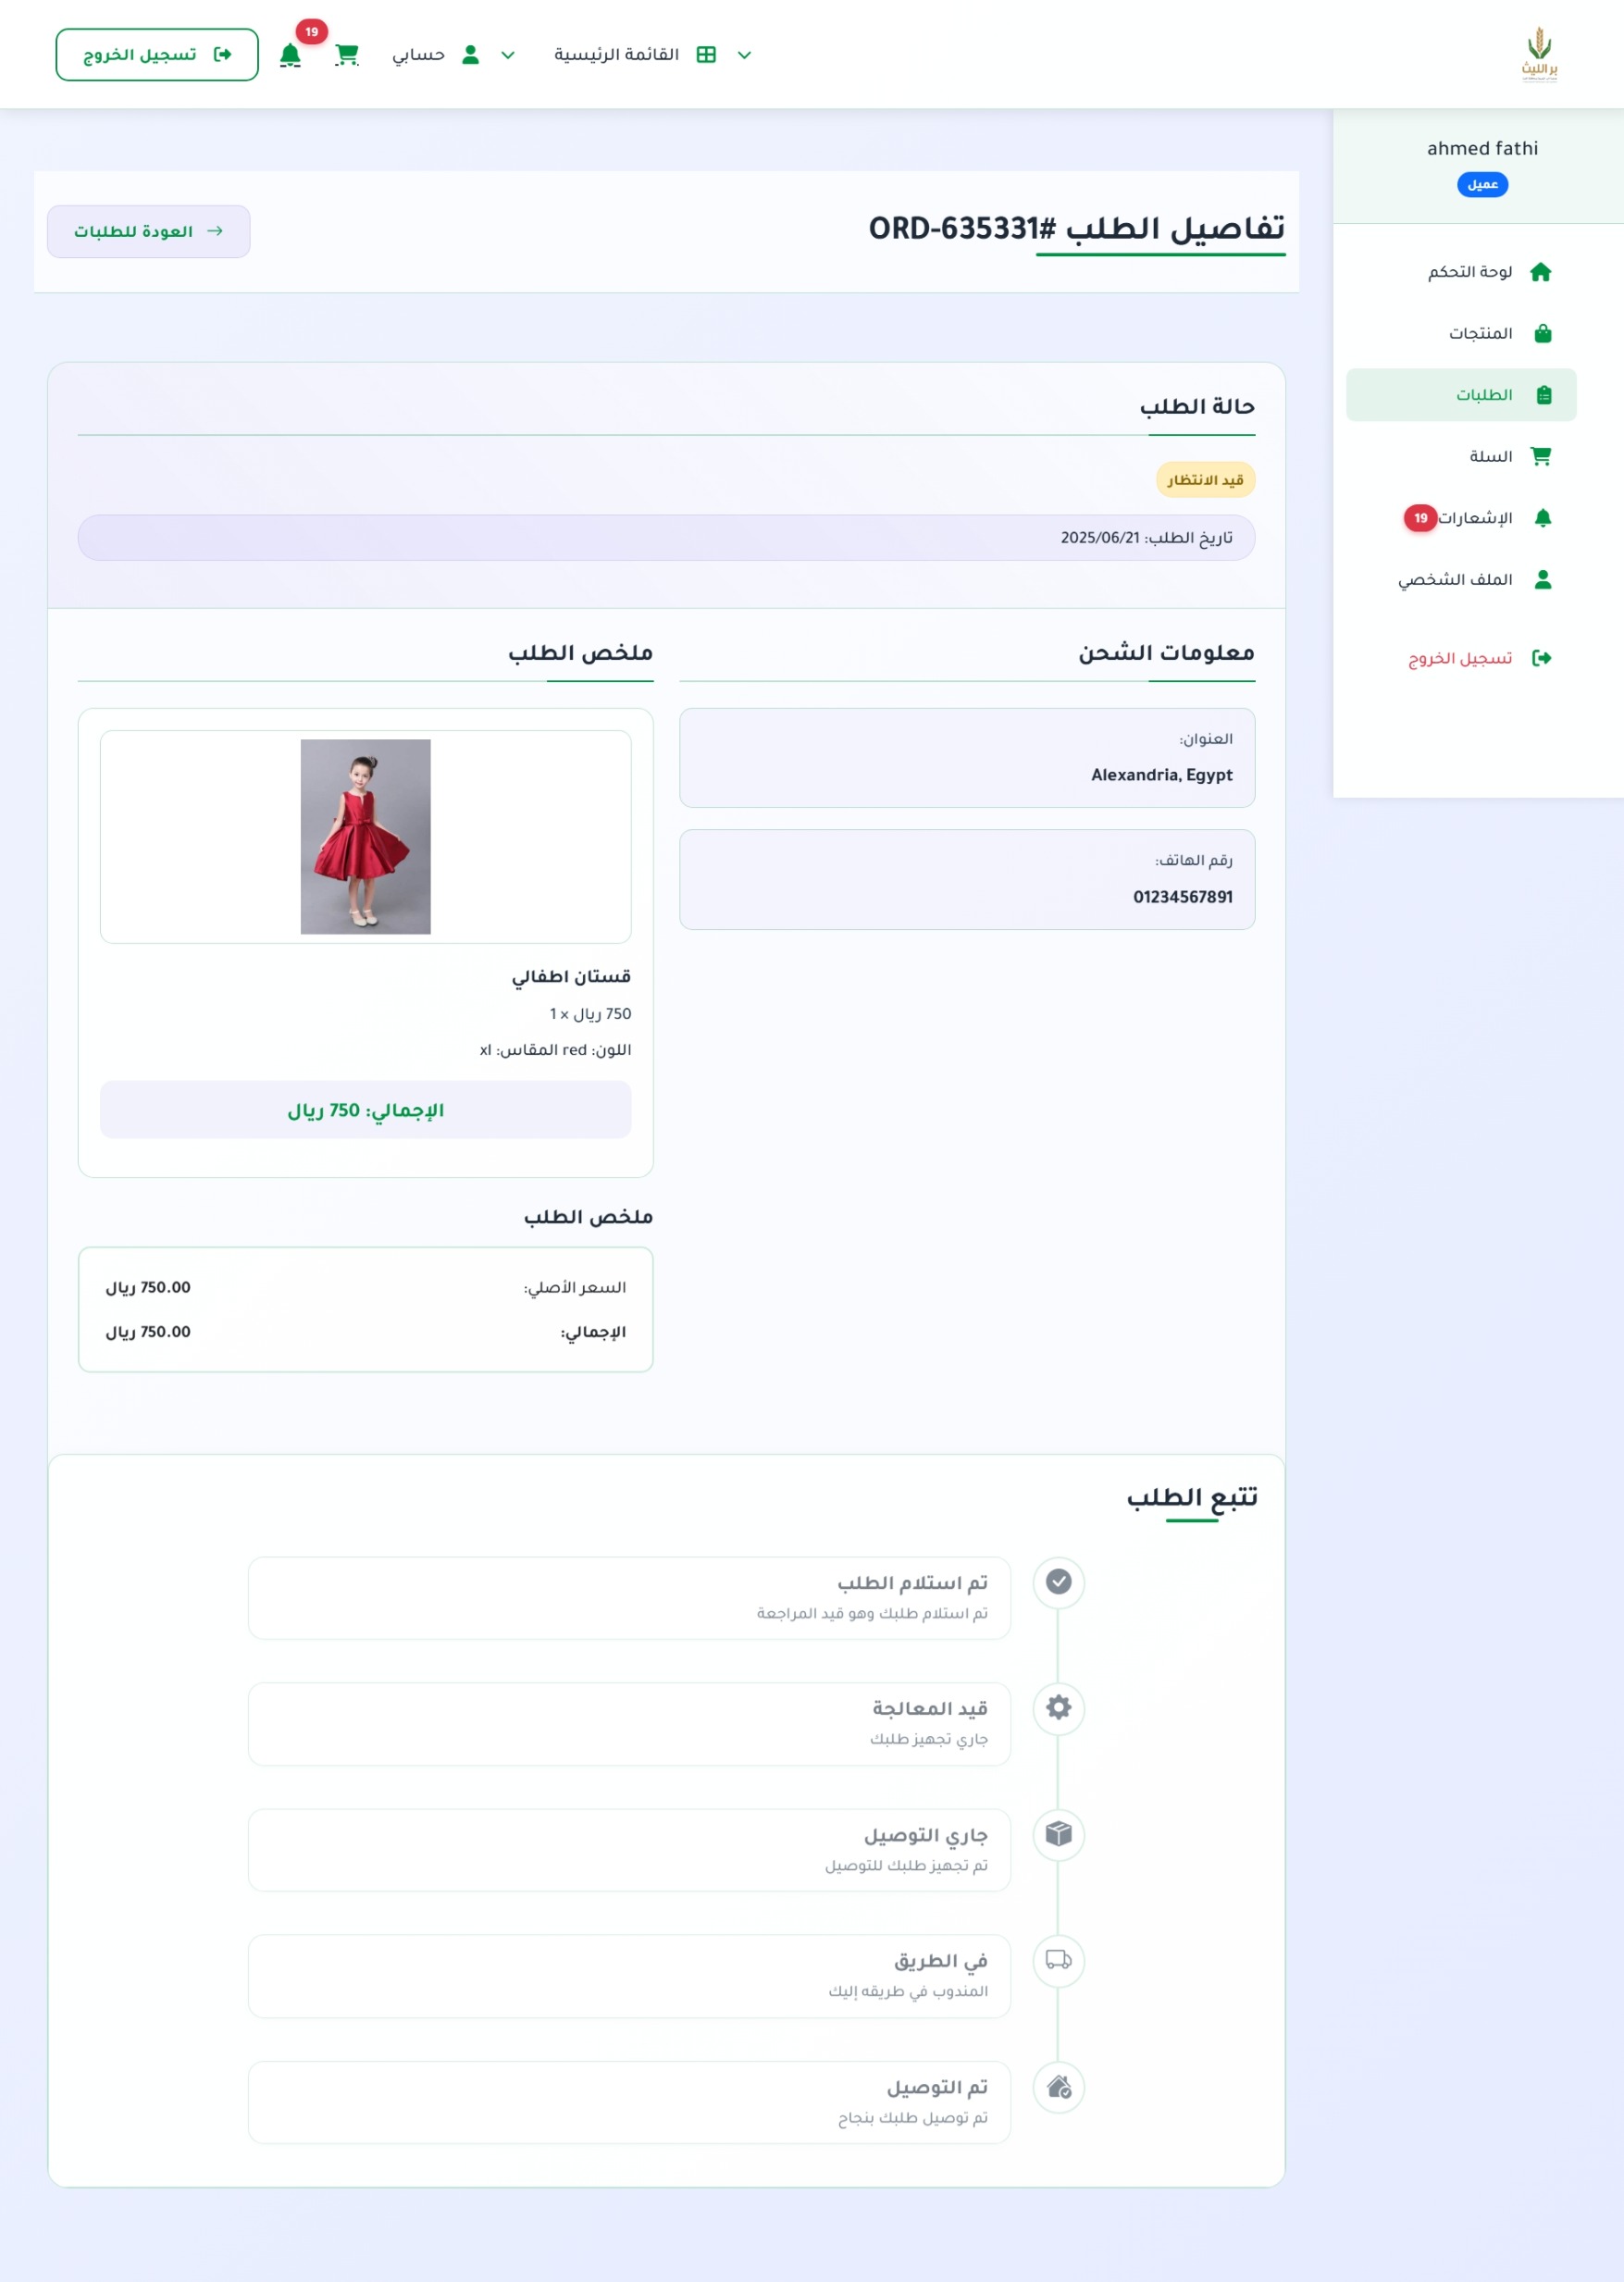 بر الليث
القائمة الرئيسية
حسابي
19
تسجيل الخروج
ahmed fathi
عميل
لوحة التحكم
المنتجات
الطلبات
السلة
الإشعارات 19
الملف الشخصي
تسجيل الخروج
تفاصيل الطلب #ORD-635331
العودة للطلبات
حالة الطلب
قيد الانتظار
تاريخ الطلب: 2025/06/21
معلومات الشحن
العنوان:
Alexandria, Egypt
رقم الهاتف:
01234567891
ملخص الطلب
قستان اطفالي
750 ريال × 1
اللون: red المقاس: xl
الإجمالي: 750 ريال
ملخص الطلب
السعر الأصلي: 750.00 ريال
الإجمالي: 750.00 ريال
تتبع الطلب
تم استلام الطلب
تم استلام طلبك وهو قيد المراجعة
قيد المعالجة
جاري تجهيز طلبك
جاري التوصيل
تم تجهيز طلبك للتوصيل
في الطريق
المندوب في طريقه إليك
تم التوصيل
تم توصيل طلبك بنجاح